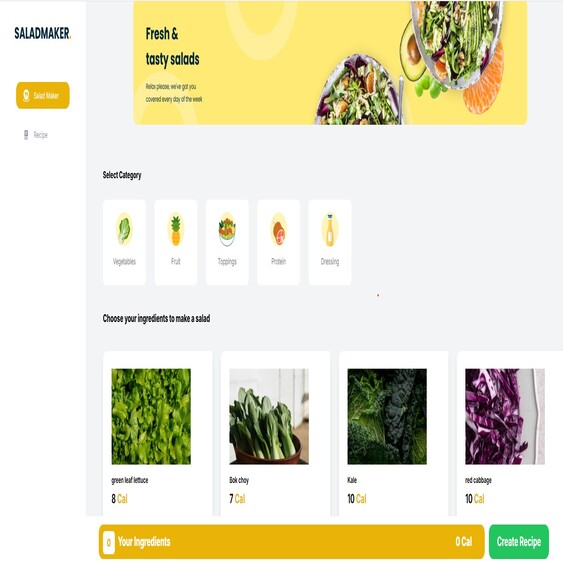 SALADMAKER.
Salad Maker
Recipe
Fresh &
tasty salads
Relax please, we've got you
covered every day of the week
Select Category
Vegetables
Fruit
Toppings
Protein
Dressing
Choose your ingredients to make a salad
green leaf lettuce
8 Cal
Bok choy
7 Cal
Kale
10 Cal
red cabbage
10 Cal
0 Your Ingredients 0 Cal
Create Recipe